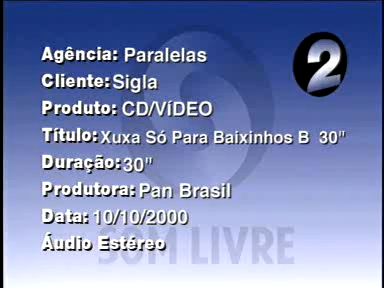 Agência: Paralelas
2
Cliente: Sigla
Produto: CD/VíDEO
Título: Xuxa Só Para Baixinhos B 30"
Duração: 30"
Produtora: Pan Brasil
Data: 10/10/2000
Áudio Estéreo
SOM LIVRE